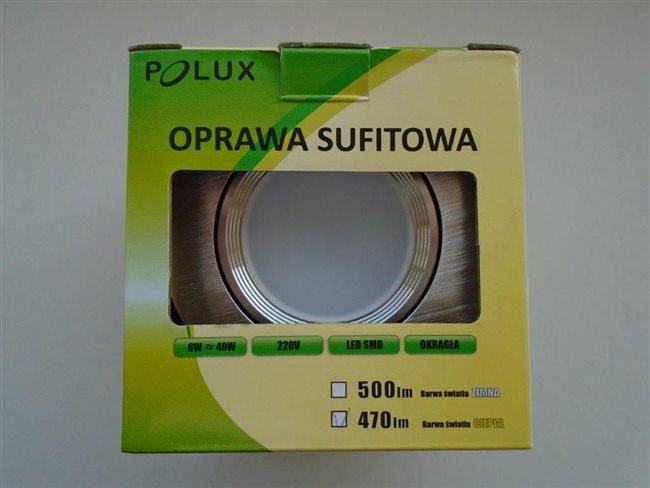 POLUX
OPRAWA SUFITOWA
6W ≈ 40W 220V LED SMD OKRĄGŁA
500lm Barwa światła ZIMNA
470lm Barwa światła CIEPŁA